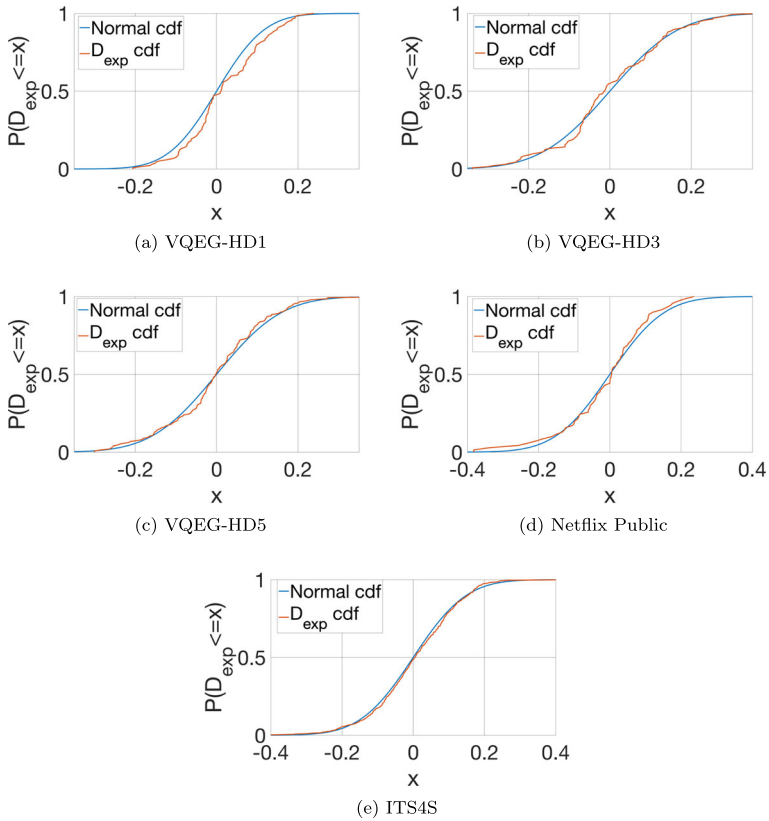 1
Normal cdf
D_exp cdf
P(D_exp <=x)
0.5
0
-0.2 0 0.2
x
(a) VQEG-HD1
1
Normal cdf
D_exp cdf
P(D_exp <=x)
0.5
0
-0.2 0 0.2
x
(b) VQEG-HD3
1
Normal cdf
D_exp cdf
P(D_exp <=x)
0.5
0
-0.2 0 0.2
x
(c) VQEG-HD5
1
Normal cdf
D_exp cdf
P(D_exp <=x)
0.5
0
-0.4 -0.2 0 0.2 0.4
x
(d) Netflix Public
1
Normal cdf
D_exp cdf
P(D_exp <=x)
0.5
0
-0.4 -0.2 0 0.2 0.4
x
(e) ITS4S